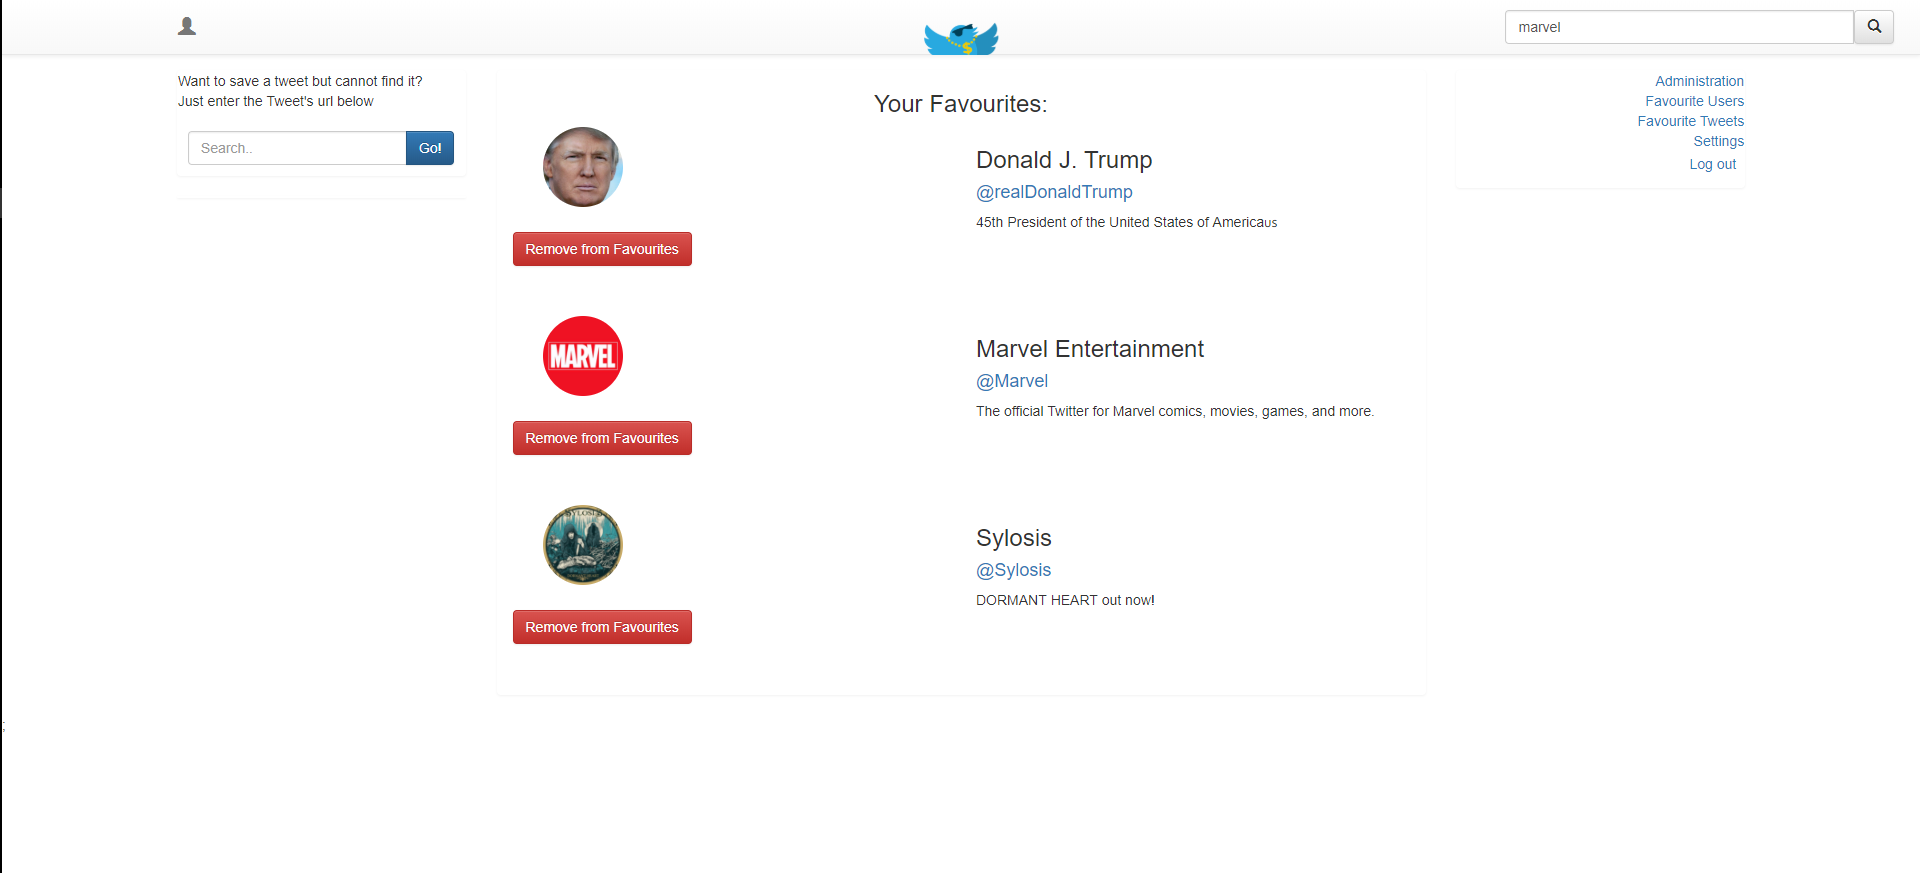 marvel
Want to save a tweet but cannot find it?
Just enter the Tweet's url below
Search..
Go!
Your Favourites:
Donald J. Trump
@realDonaldTrump
45th President of the United States of Americaus
Remove from Favourites
MARVEL
Marvel Entertainment
@Marvel
The official Twitter for Marvel comics, movies, games, and more.
Remove from Favourites
SYLOSIS
Sylosis
@Sylosis
DORMANT HEART out now!
Remove from Favourites
Administration
Favourite Users
Favourite Tweets
Settings
Log out
;